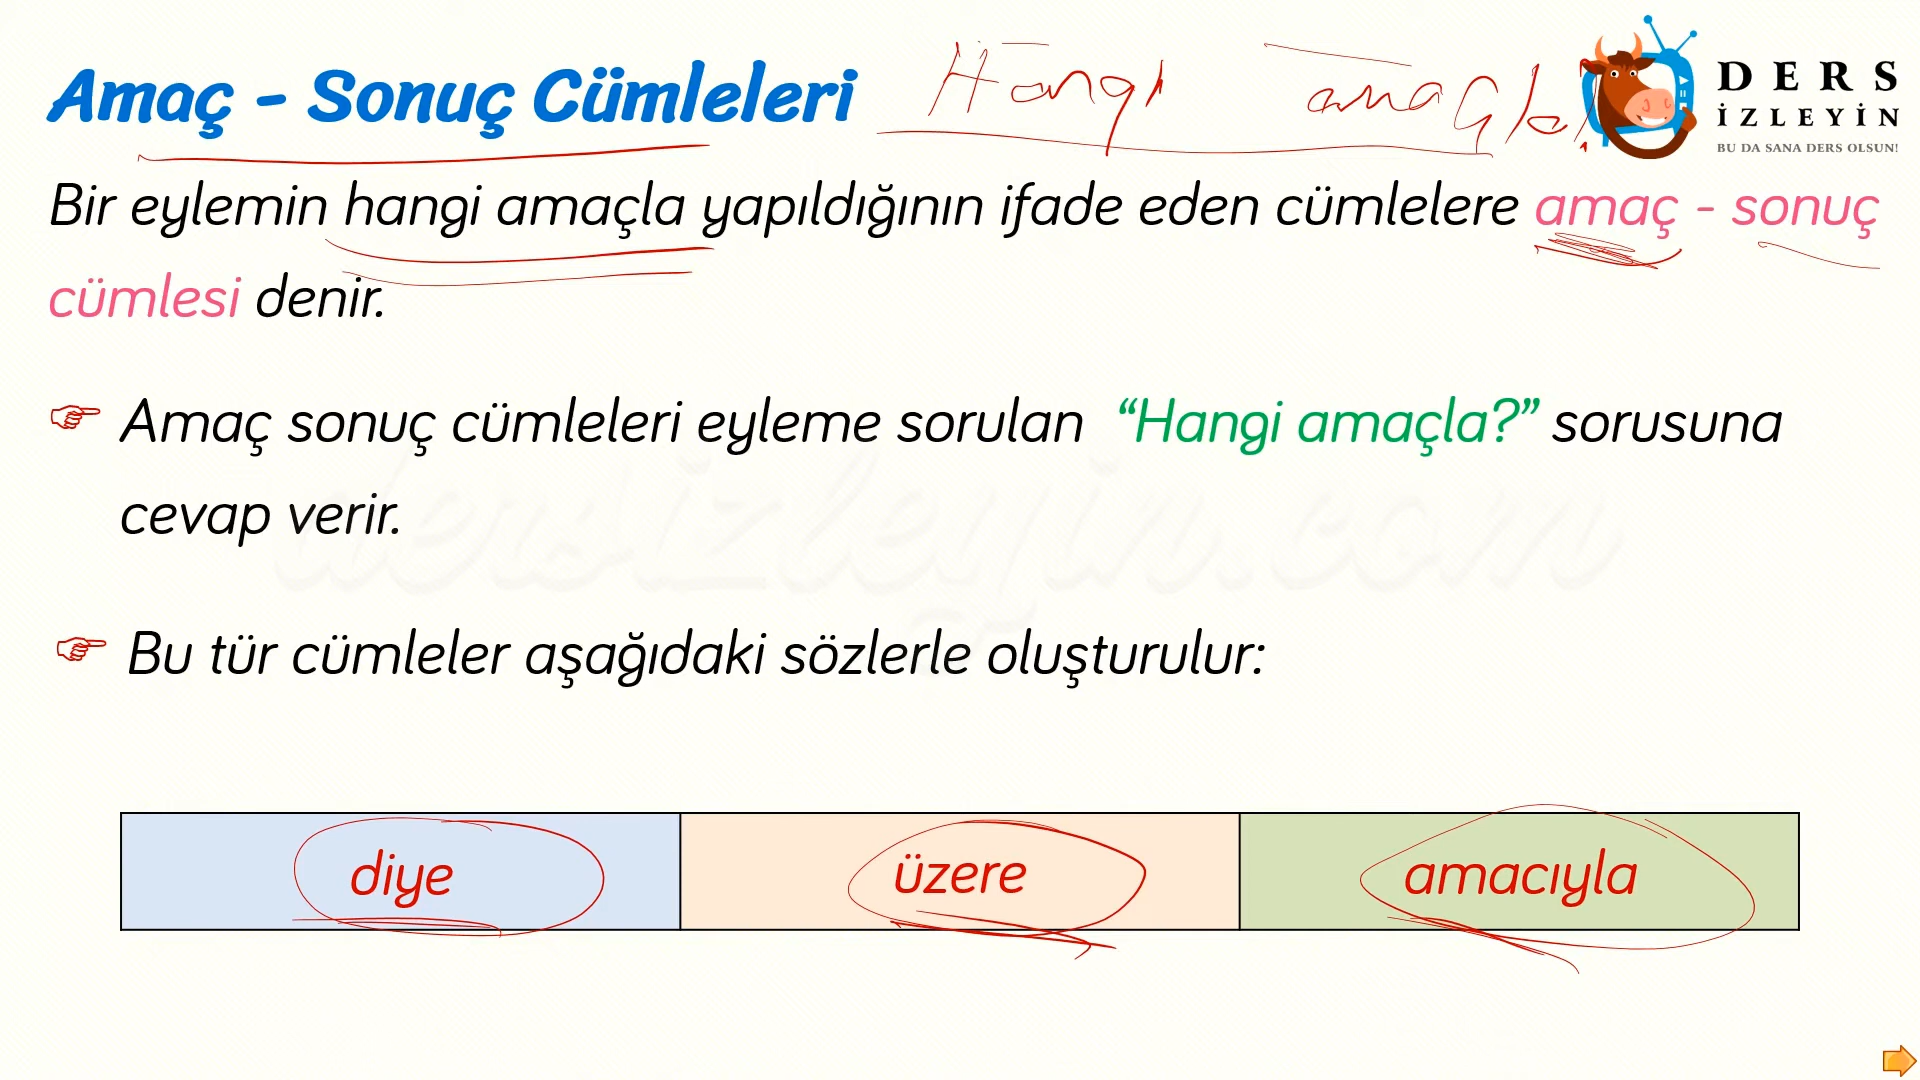 Amaç - Sonuç Cümleleri
Hangi amaçla?
DERS
İZLEYİN
BU DA SANA DERS OLSUN!
Bir eylemin hangi amaçla yapıldığının ifade eden cümlelere amaç - sonuç
cümlesi denir.
☞ Amaç sonuç cümleleri eyleme sorulan “Hangi amaçla?” sorusuna
cevap verir.
dersizleyin.com
☞ Bu tür cümleler aşağıdaki sözlerle oluşturulur:
diye üzere amacıyla